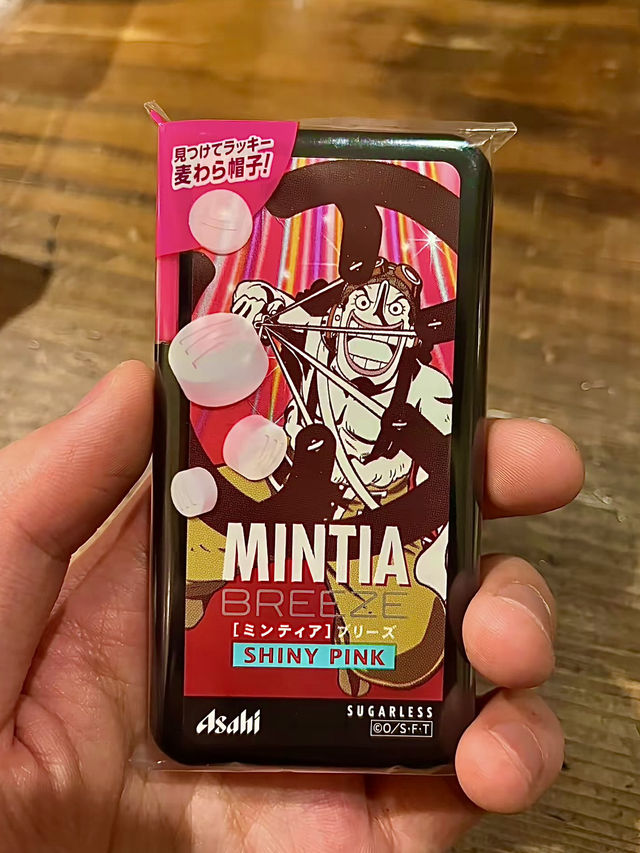 見つけてラッキー
麦わら帽子!
MINTIA
BREEZE
[ミンティア]ブリーズ
SHINY PINK
Asahi
SUGARLESS
©O/S・F・T